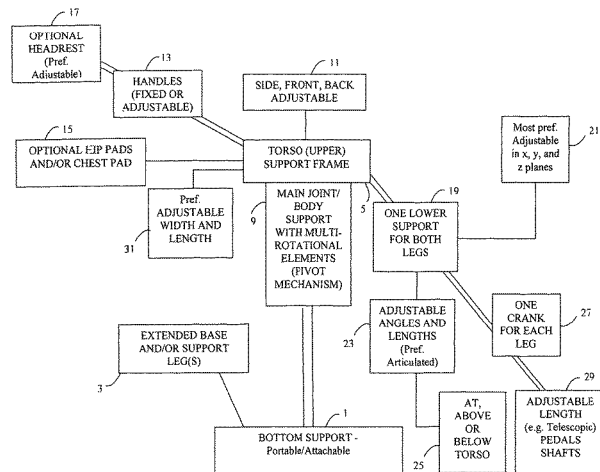 17
OPTIONAL
HEADREST
(Pref.
Adjustable)
13
HANDLES
(FIXED OR
ADJUSTABLE)
11
SIDE, FRONT, BACK
ADJUSTABLE
15
OPTIONAL HIP PADS
AND/OR CHEST PAD
TORSO (UPPER)
SUPPORT FRAME
Most pref.
Adjustable
in x, y, and
z planes
21
Pref.
ADJUSTABLE
WIDTH AND
LENGTH
31
9
MAIN JOINT/
BODY
SUPPORT
WITH MULTI-
ROTATIONAL
ELEMENTS
(PIVOT
MECHANISM)
5
19
ONE LOWER
SUPPORT
FOR BOTH
LEGS
EXTENDED BASE
AND/OR SUPPORT
LEG(S)
3
23
ADJUSTABLE
ANGLES AND
LENGTHS
(Pref.
Articulated)
ONE
CRANK
FOR EACH
LEG
27
1
BOTTOM SUPPORT -
Portable/Attachable
AT,
ABOVE
OR
BELOW
TORSO
25
29
ADJUSTABLE
LENGTH
(e.g. Telescopic)
PEDALS
SHAFTS